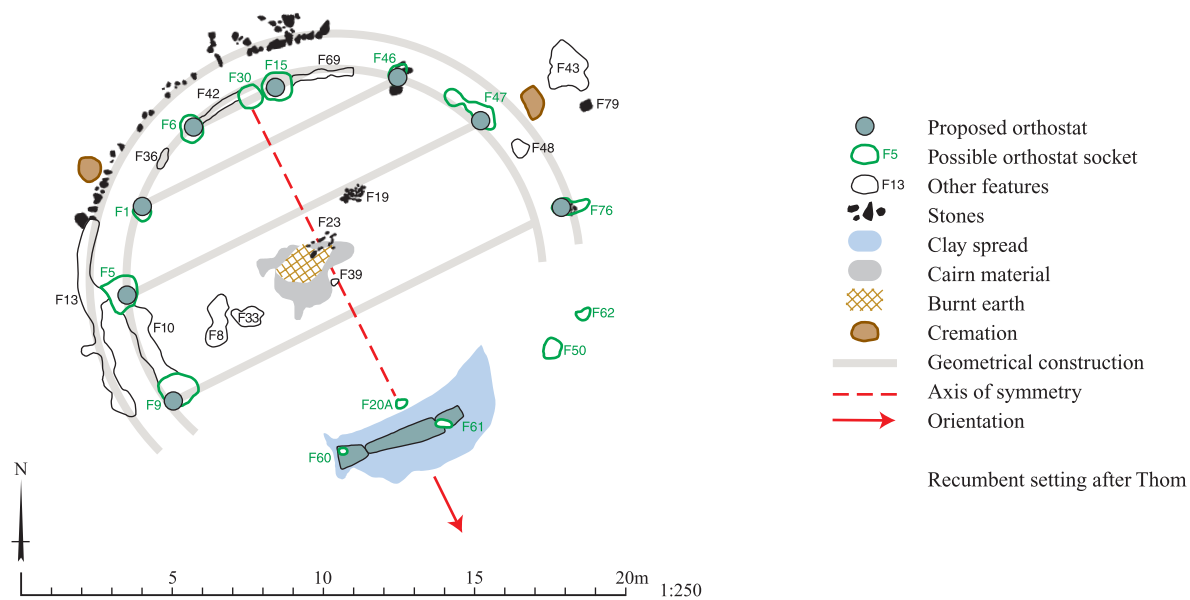 F43
F69
F46
F15
F30
F42
F47
F79
F6
F48
F36
F19
F1
F76
F23
F5
F39
F13
F10
F8
F33
F62
F50
F9
F20A
F61
F60
N
5
10
15
20m
1:250
Proposed orthostat
F5
Possible orthostat socket
F13
Other features
Stones
Clay spread
Cairn material
Burnt earth
Cremation
Geometrical construction
Axis of symmetry
Orientation
Recumbent setting after Thom